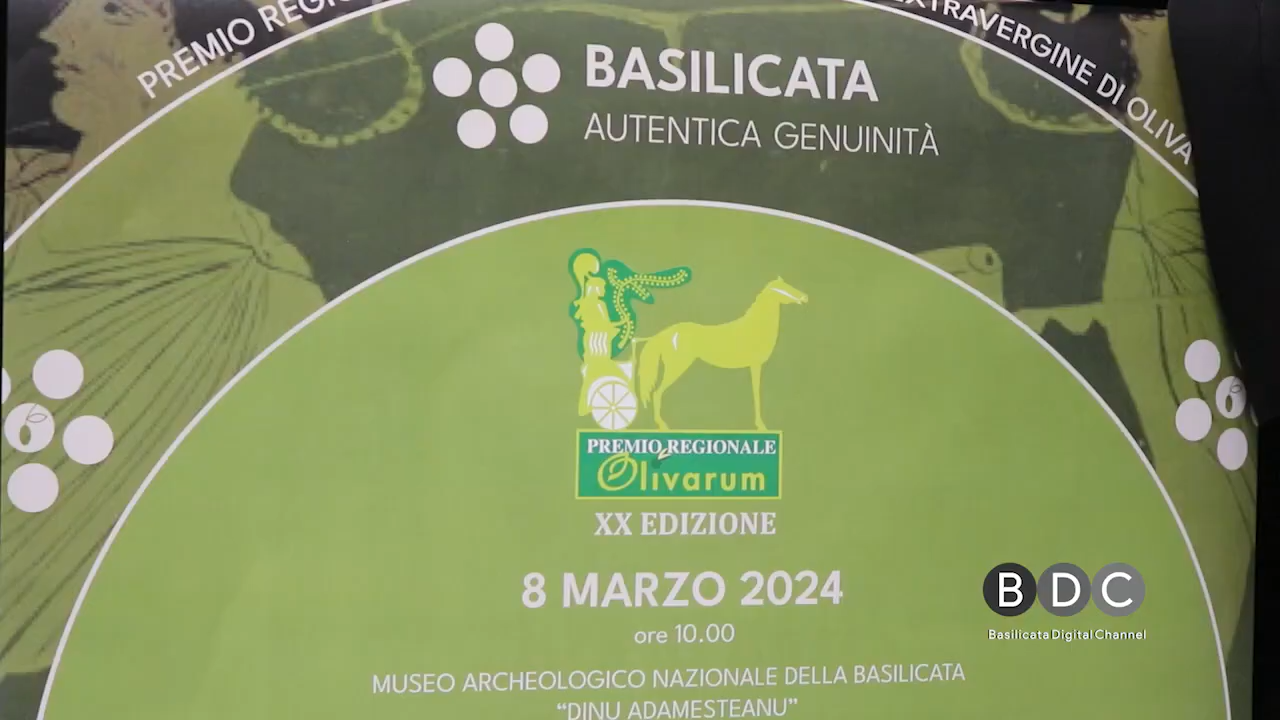 PREMIO
EXTRAVERGINE DI OLIVA
BASILICATA
AUTENTICA GENUINITÀ
PREMIO REGIONALE
Olivarum
XX EDIZIONE
8 MARZO 2024
ore 10.00
MUSEO ARCHEOLOGICO NAZIONALE DELLA BASILICATA
“DINU ADAMESTEANU”
BDC
Basilicata Digital Channel